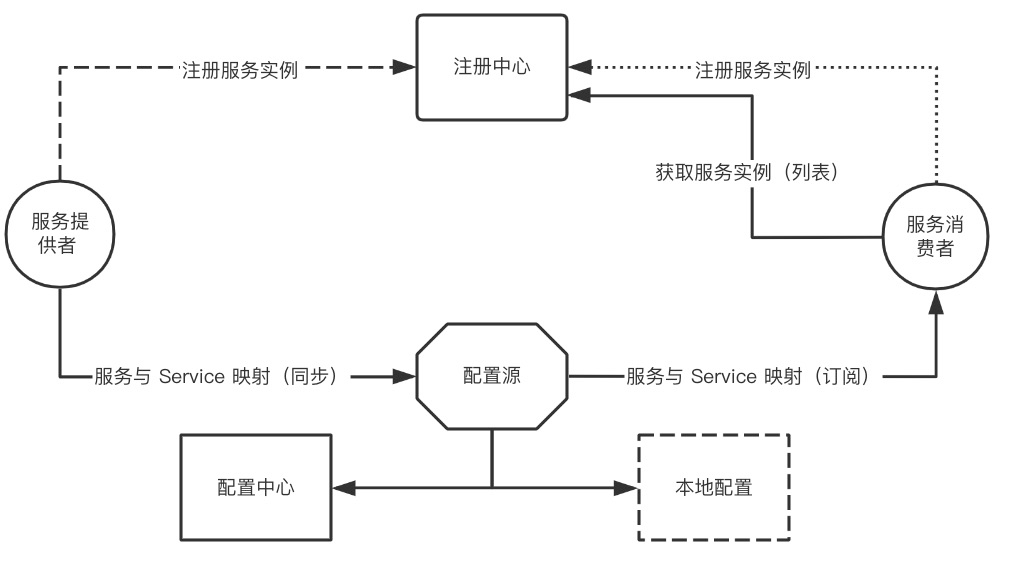 注册中心
注册服务实例
注册服务实例
获取服务实例（列表）
服务提
供者
服务消
费者
服务与 Service 映射（同步）
配置源
服务与 Service 映射（订阅）
配置中心
本地配置